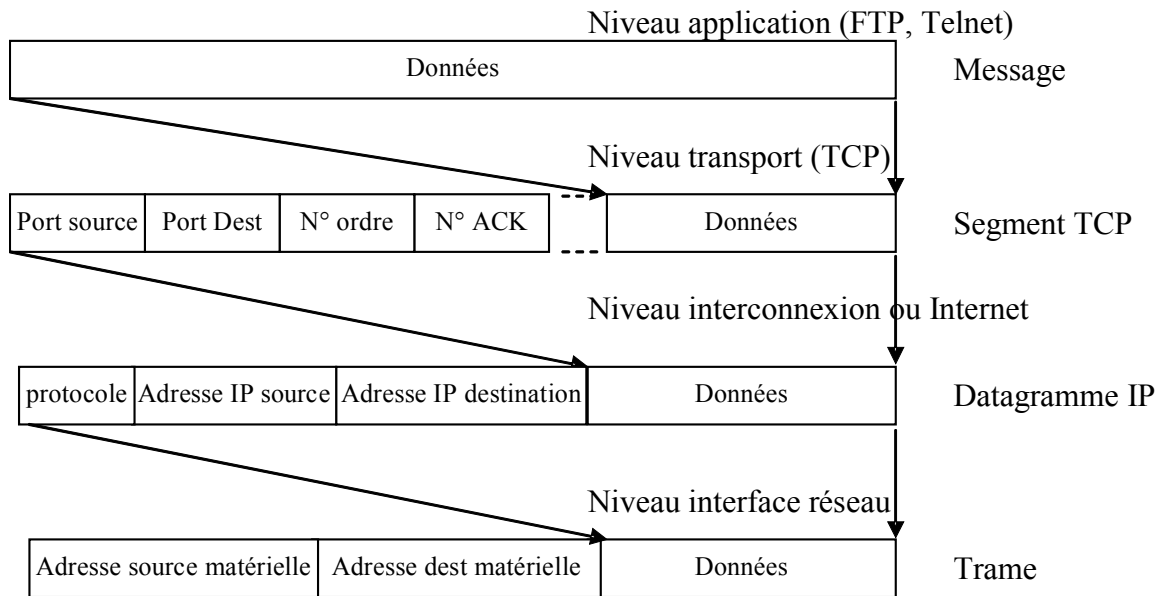 Niveau application (FTP, Telnet)
Données
Message
Niveau transport (TCP)
Port source Port Dest N° ordre N° ACK Données
Segment TCP
Niveau interconnexion ou Internet
protocole Adresse IP source Adresse IP destination Données
Datagramme IP
Niveau interface réseau
Adresse source matérielle Adresse dest matérielle Données
Trame